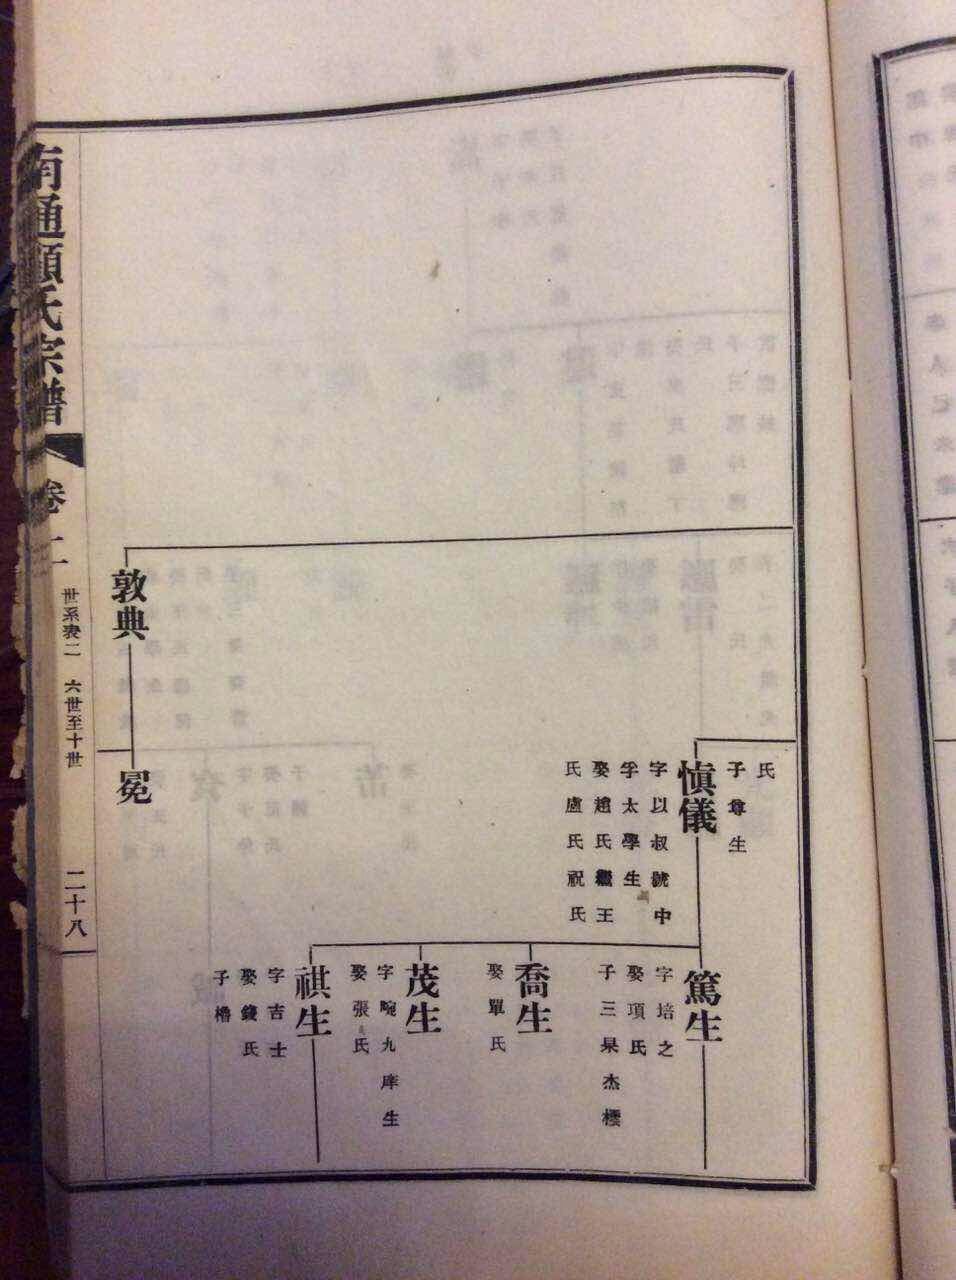 氏
子尊生
慎儀
字以叔號中
孚太學生
娶趙氏繼王
氏盧氏祝氏
篤生
字培之
娶項氏
子三杲杰櫻
喬生
娶單氏
茂生
字畹九庠生
娶張氏
祺生
字吉士
娶錢氏
子櫓
敦典
冕
南通顧氏宗譜
卷二
世系表二 六世至十世
二十八